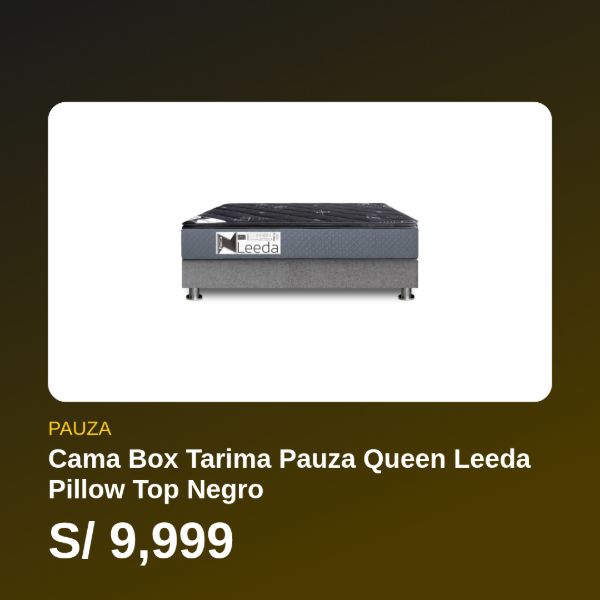 Leeda
PAUZA
Cama Box Tarima Pauza Queen Leeda
Pillow Top Negro
S/ 9,999